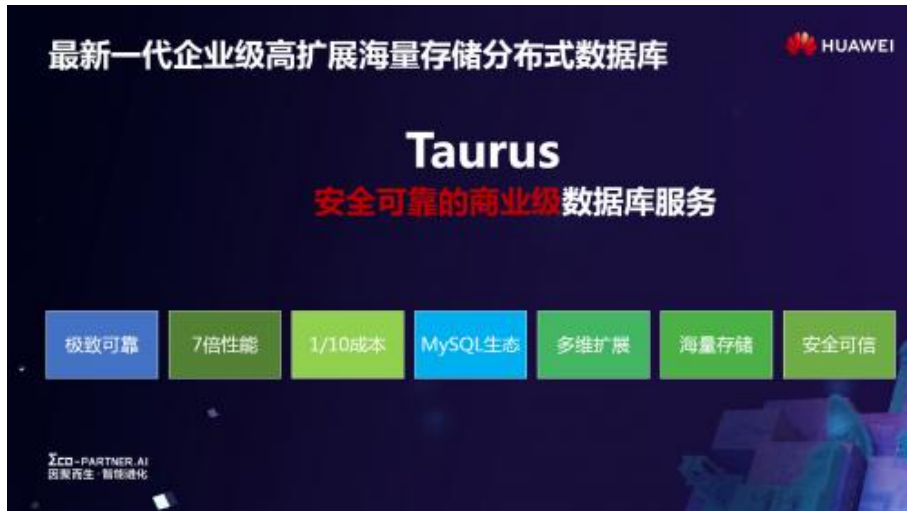 最新一代企业级高扩展海量存储分布式数据库
HUAWEI
Taurus
安全可靠的商业级数据库服务
极致可靠
7倍性能
1/10成本
MySQL生态
多维扩展
海量存储
安全可信
ΣCO-PARTNER.AI
因聚而生 智能进化